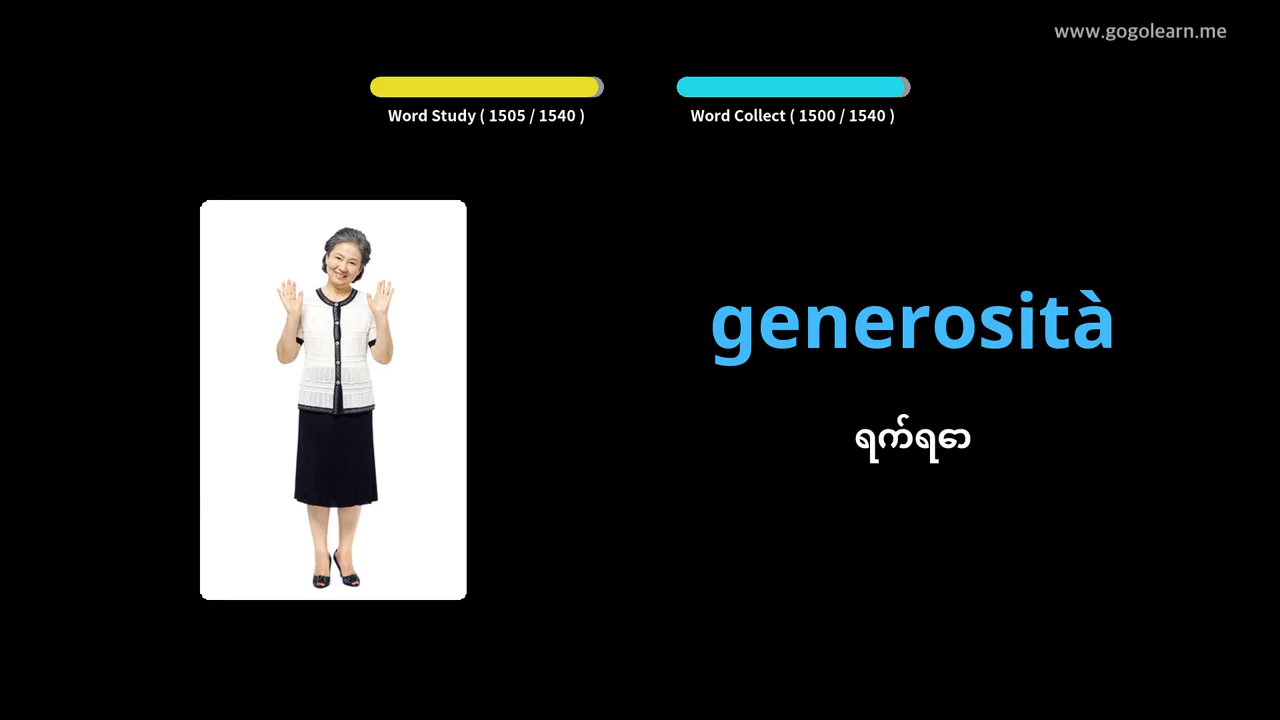 www.gogolearn.me
Word Study ( 1505 / 1540 )
Word Collect ( 1500 / 1540 )
generosità
ရက်ရော